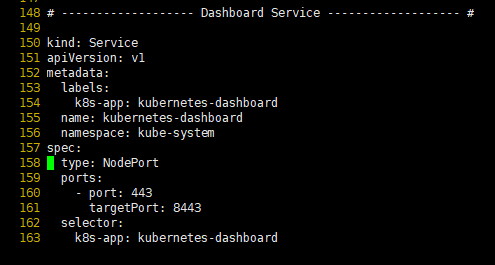 148 # ------------------- Dashboard Service ------------------- #
149
150 kind: Service
151 apiVersion: v1
152 metadata:
153   labels:
154     k8s-app: kubernetes-dashboard
155   name: kubernetes-dashboard
156   namespace: kube-system
157 spec:
158   type: NodePort
159   ports:
160     - port: 443
161       targetPort: 8443
162   selector:
163     k8s-app: kubernetes-dashboard